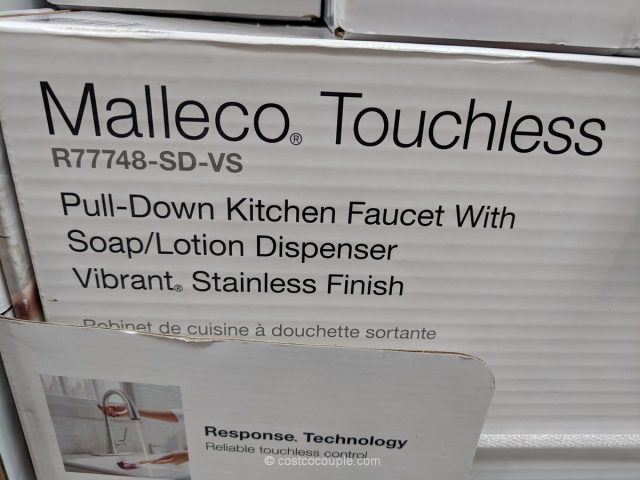 Malleco® Touchless
R77748-SD-VS
Pull-Down Kitchen Faucet With
Soap/Lotion Dispenser
Vibrant® Stainless Finish
Robinet de cuisine à douchette sortante
Response® Technology
Reliable touchless control
© costcocouple.com